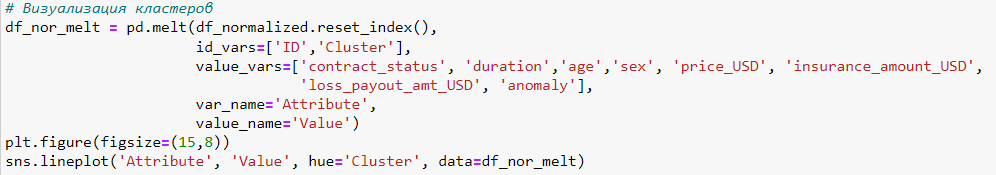 # Визуализация кластеров
df_nor_melt = pd.melt(df_normalized.reset_index(),
                      id_vars=['ID','Cluster'],
                      value_vars=['contract_status', 'duration','age','sex', 'price_USD', 'insurance_amount_USD',
                                  'loss_payout_amt_USD', 'anomaly'],
                      var_name='Attribute',
                      value_name='Value')
plt.figure(figsize=(15,8))
sns.lineplot('Attribute', 'Value', hue='Cluster', data=df_nor_melt)